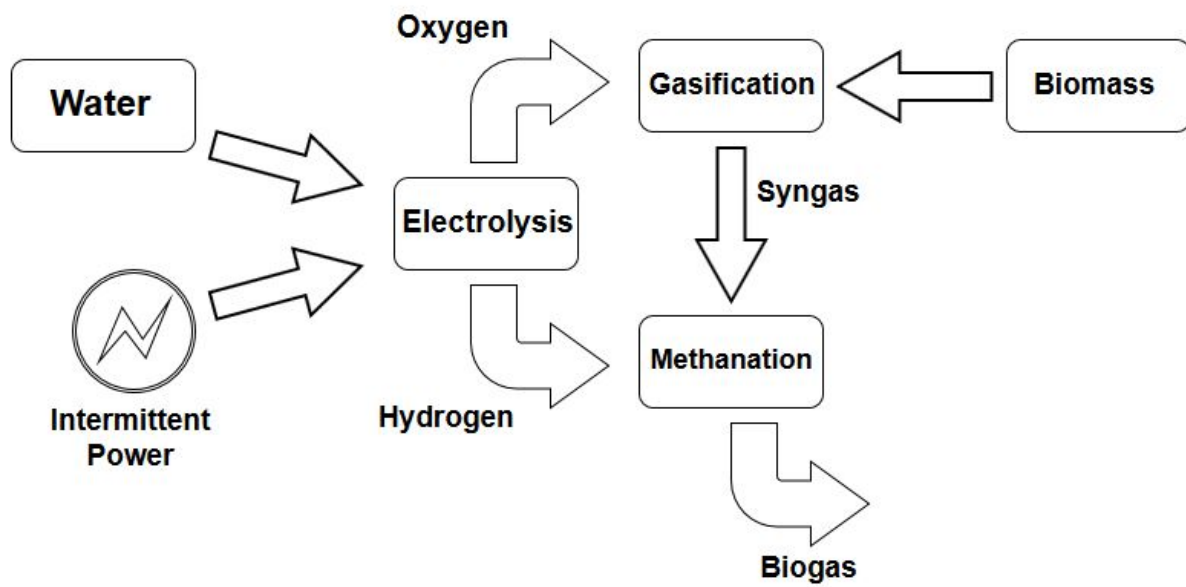 Oxygen
Water
Gasification
Biomass
Syngas
Electrolysis
Intermittent
Power
Hydrogen
Methanation
Biogas